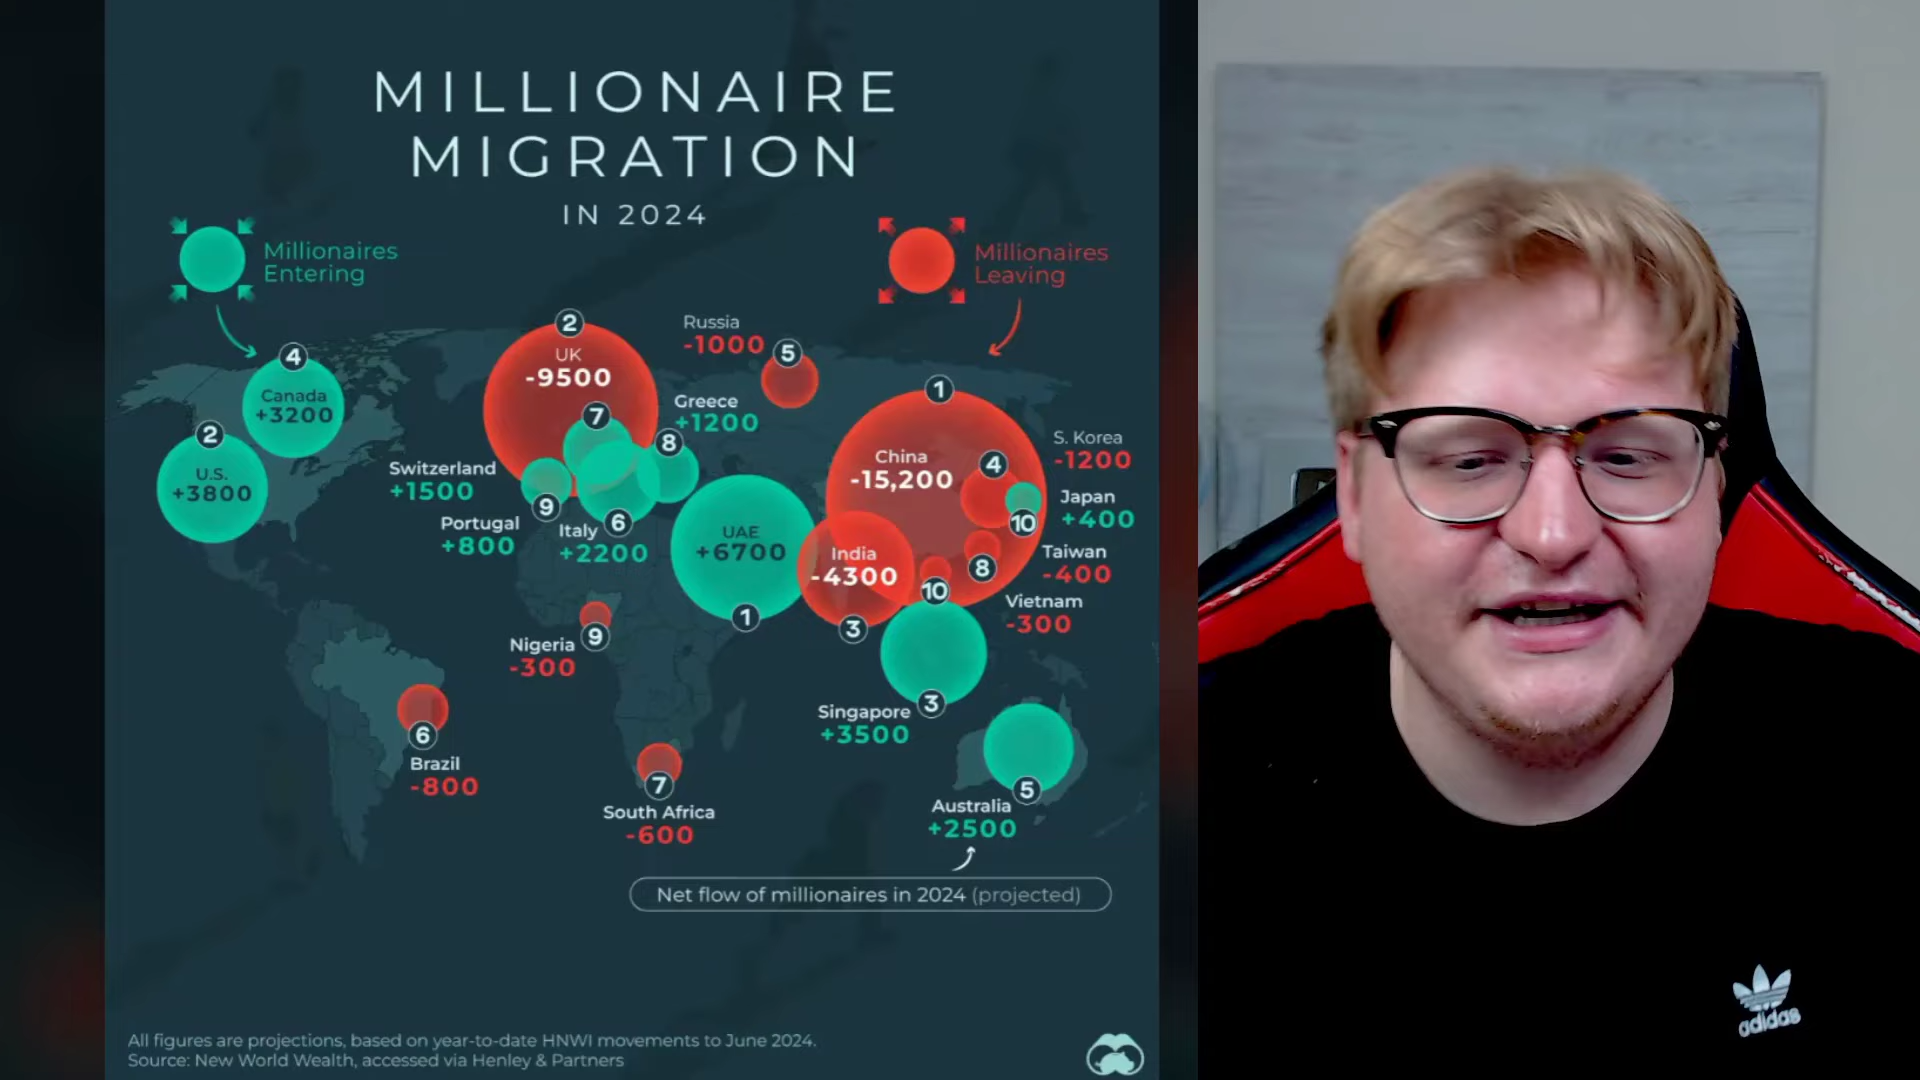 MILLIONAIRE
MIGRATION
IN 2024
Millionaires
Entering
Millionaires
Leaving
2
UK
-9500
Russia
-1000
5
4
Canada
+3200
1
China
-15,200
7
Greece
+1200
8
2
U.S.
+3800
S. Korea
-1200
4
Switzerland
+1500
9
Japan
+400
10
Portugal
+800
Italy
+2200
6
UAE
+6700
1
India
-4300
3
Taiwan
-400
8
10
Vietnam
-300
Nigeria
-300
9
Singapore
+3500
3
6
Brazil
-800
7
South Africa
-600
5
Australia
+2500
Net flow of millionaires in 2024 (projected)
All figures are projections, based on year-to-date HNWI movements to June 2024.
Source: New World Wealth, accessed via Henley & Partners
adidas